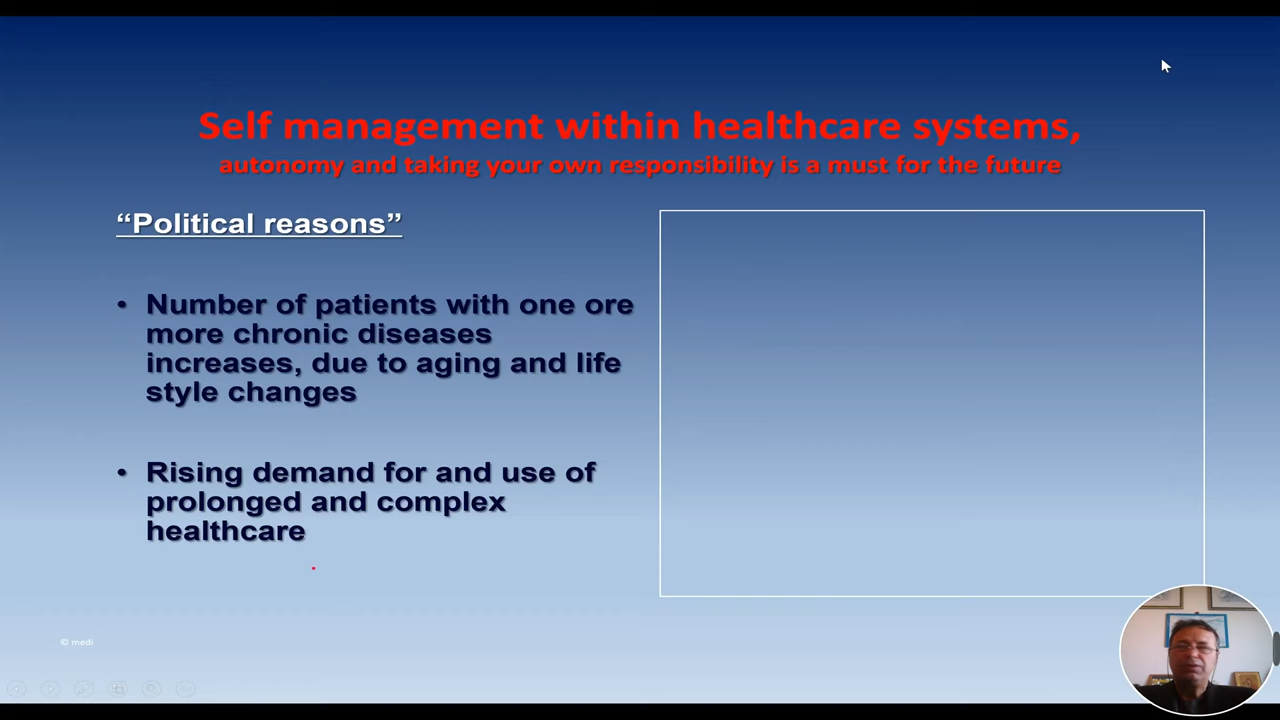 Self management within healthcare systems,
autonomy and taking your own responsibility is a must for the future
“Political reasons”
• Number of patients with one ore
more chronic diseases
increases, due to aging and life
style changes
• Rising demand for and use of
prolonged and complex
healthcare
© medi